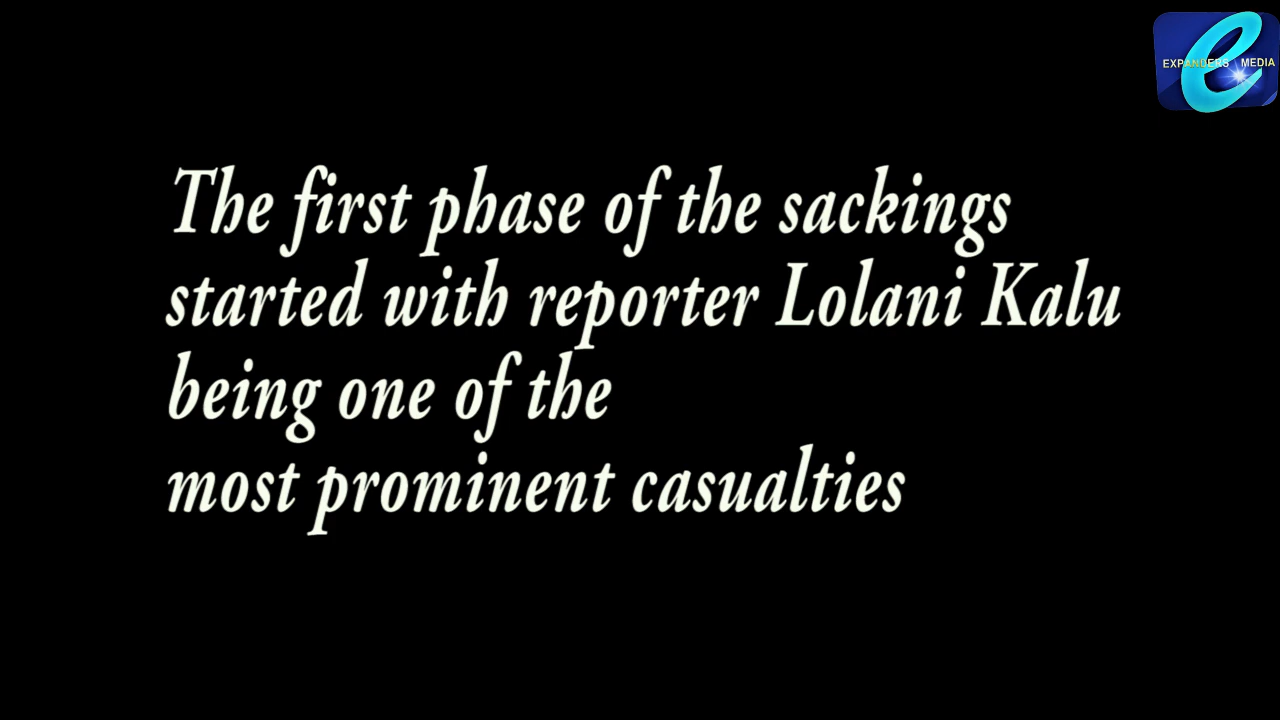 EXPANDERS MEDIA
The first phase of the sackings
started with reporter Lolani Kalu
being one of the
most prominent casualties